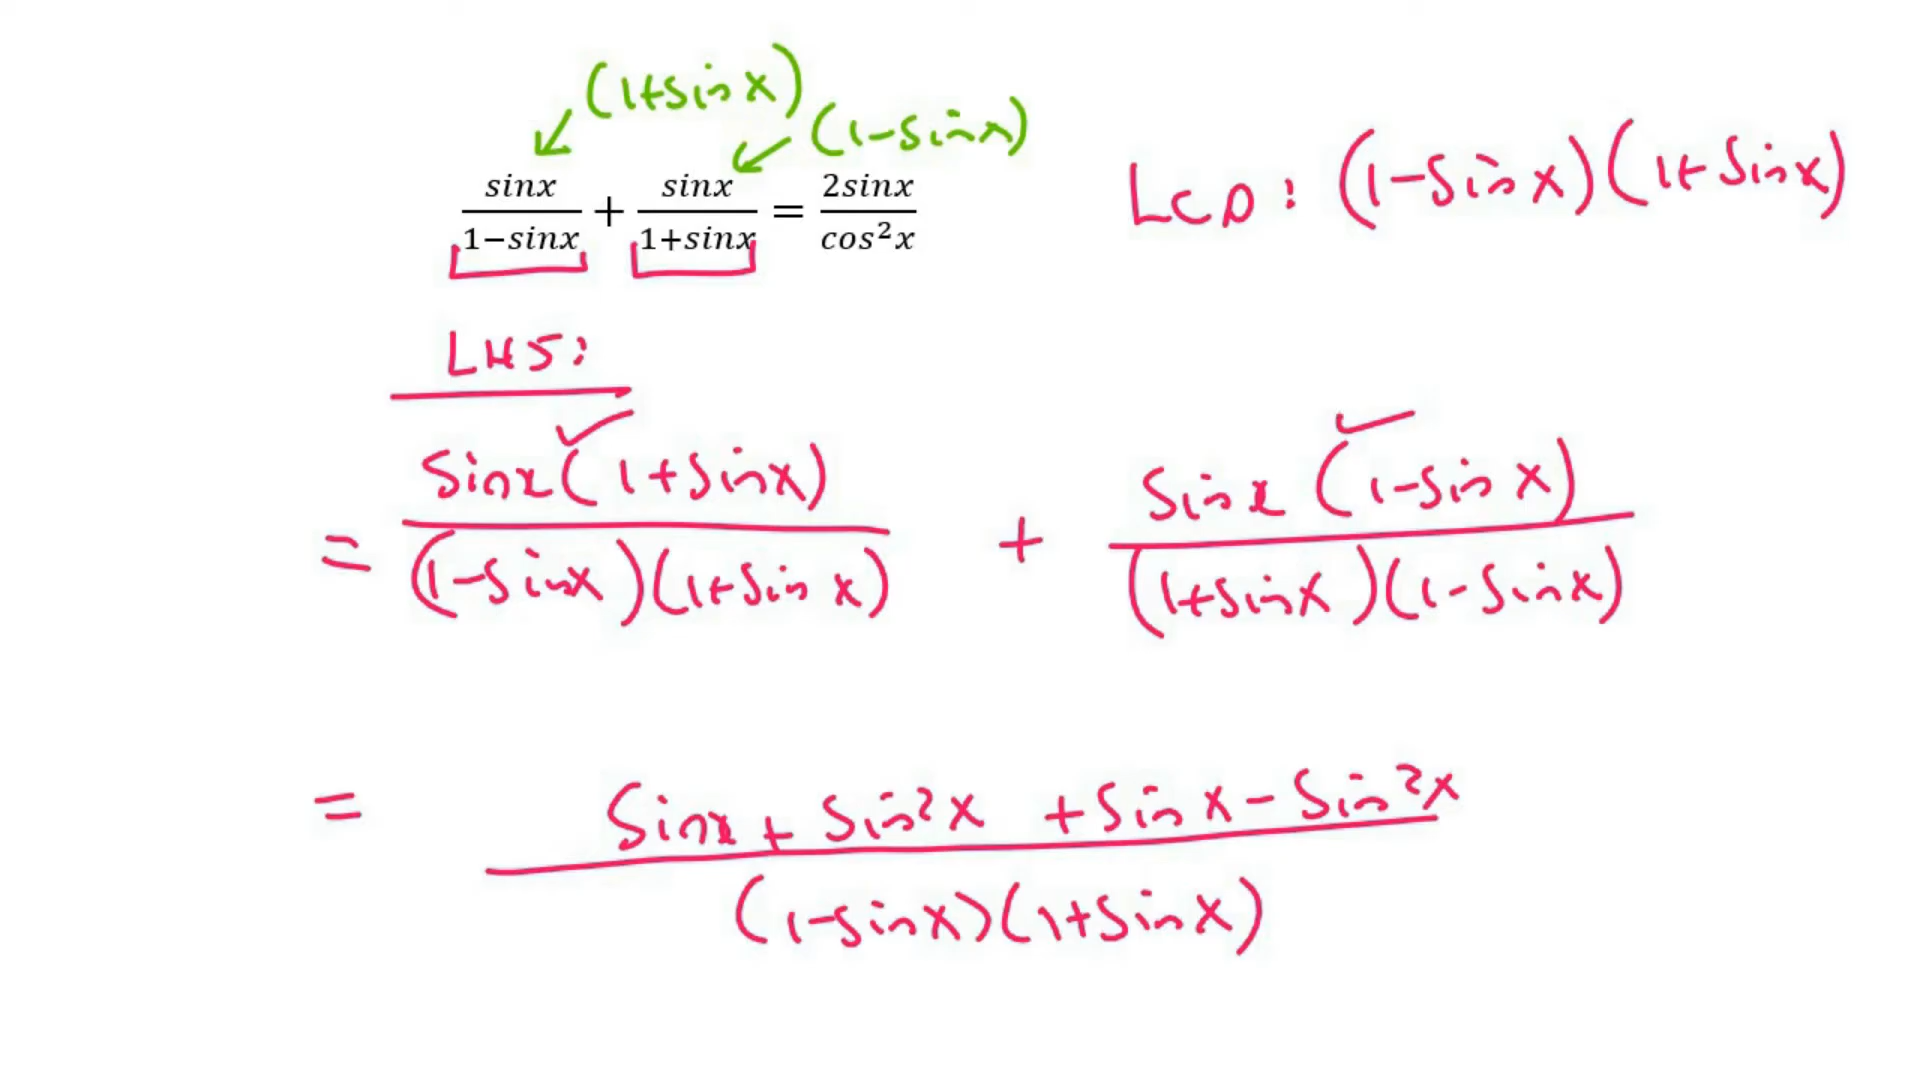 (1+sinx)
(1-sinx)
sinx/1−sinx + sinx/1+sinx = 2sinx/cos²x
LCD: (1-sinx)(1+sinx)
LHS:
= sinx(1+sinx)/(1-sinx)(1+sinx) + sinx(1-sinx)/(1+sinx)(1-sinx)
= sinx + sin²x + sinx - sin²x/(1-sinx)(1+sinx)